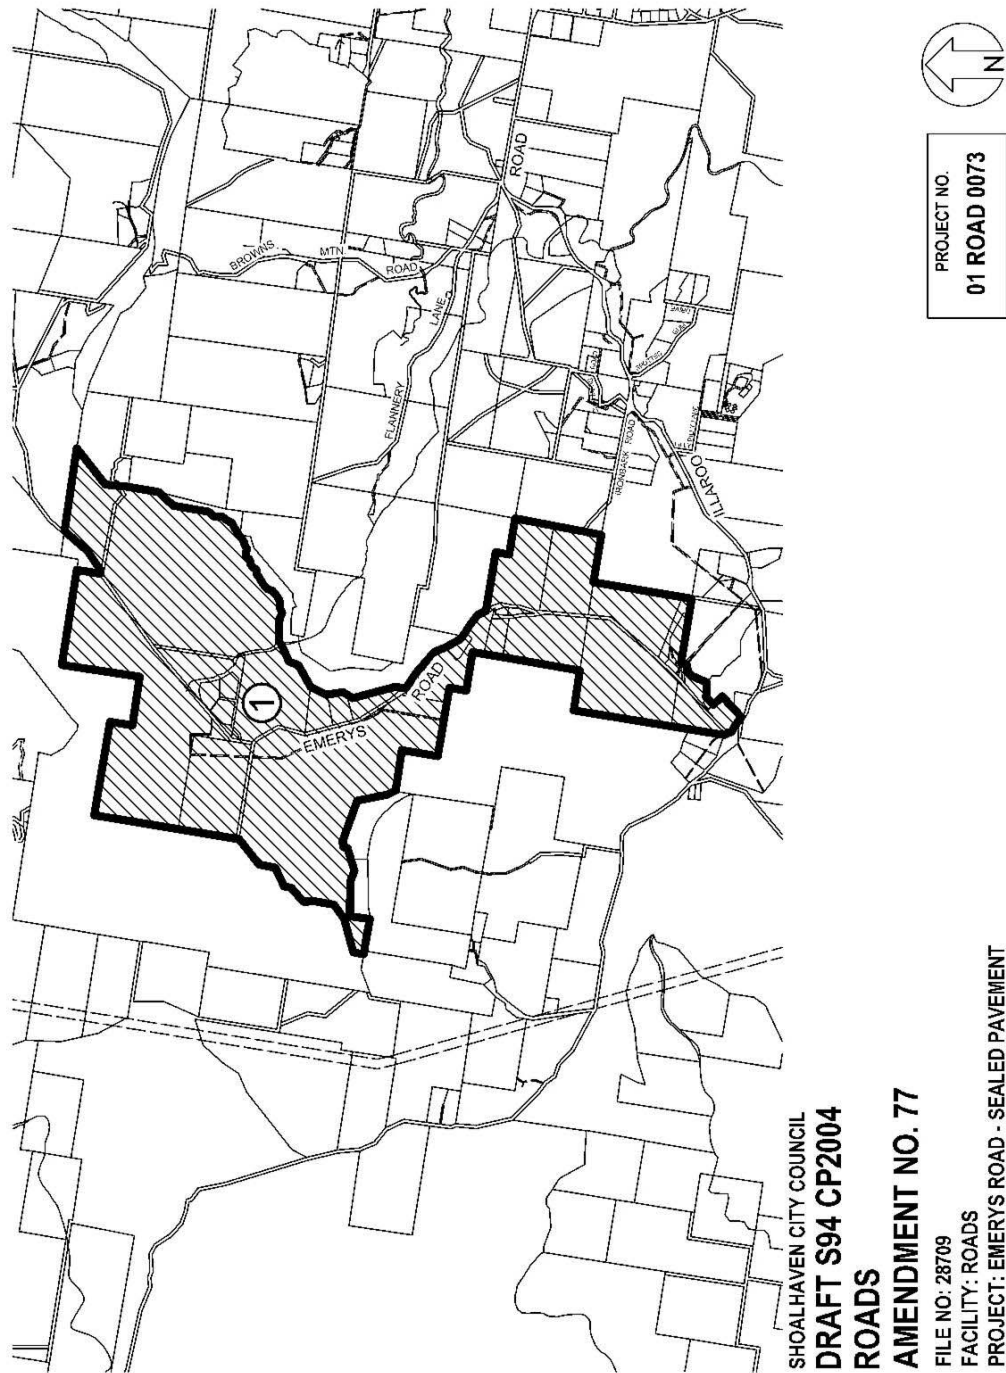 BROWNS
MTN
ROAD
ROAD
FLANNERY
LANE
IRONBARK ROAD
ILLAROO
EMERYS
ROAD
1
SHOALHAVEN CITY COUNCIL
DRAFT S94 CP2004
ROADS
AMENDMENT NO. 77
FILE NO: 28709
FACILITY: ROADS
PROJECT: EMERYS ROAD - SEALED PAVEMENT
PROJECT NO.
01 ROAD 0073
N